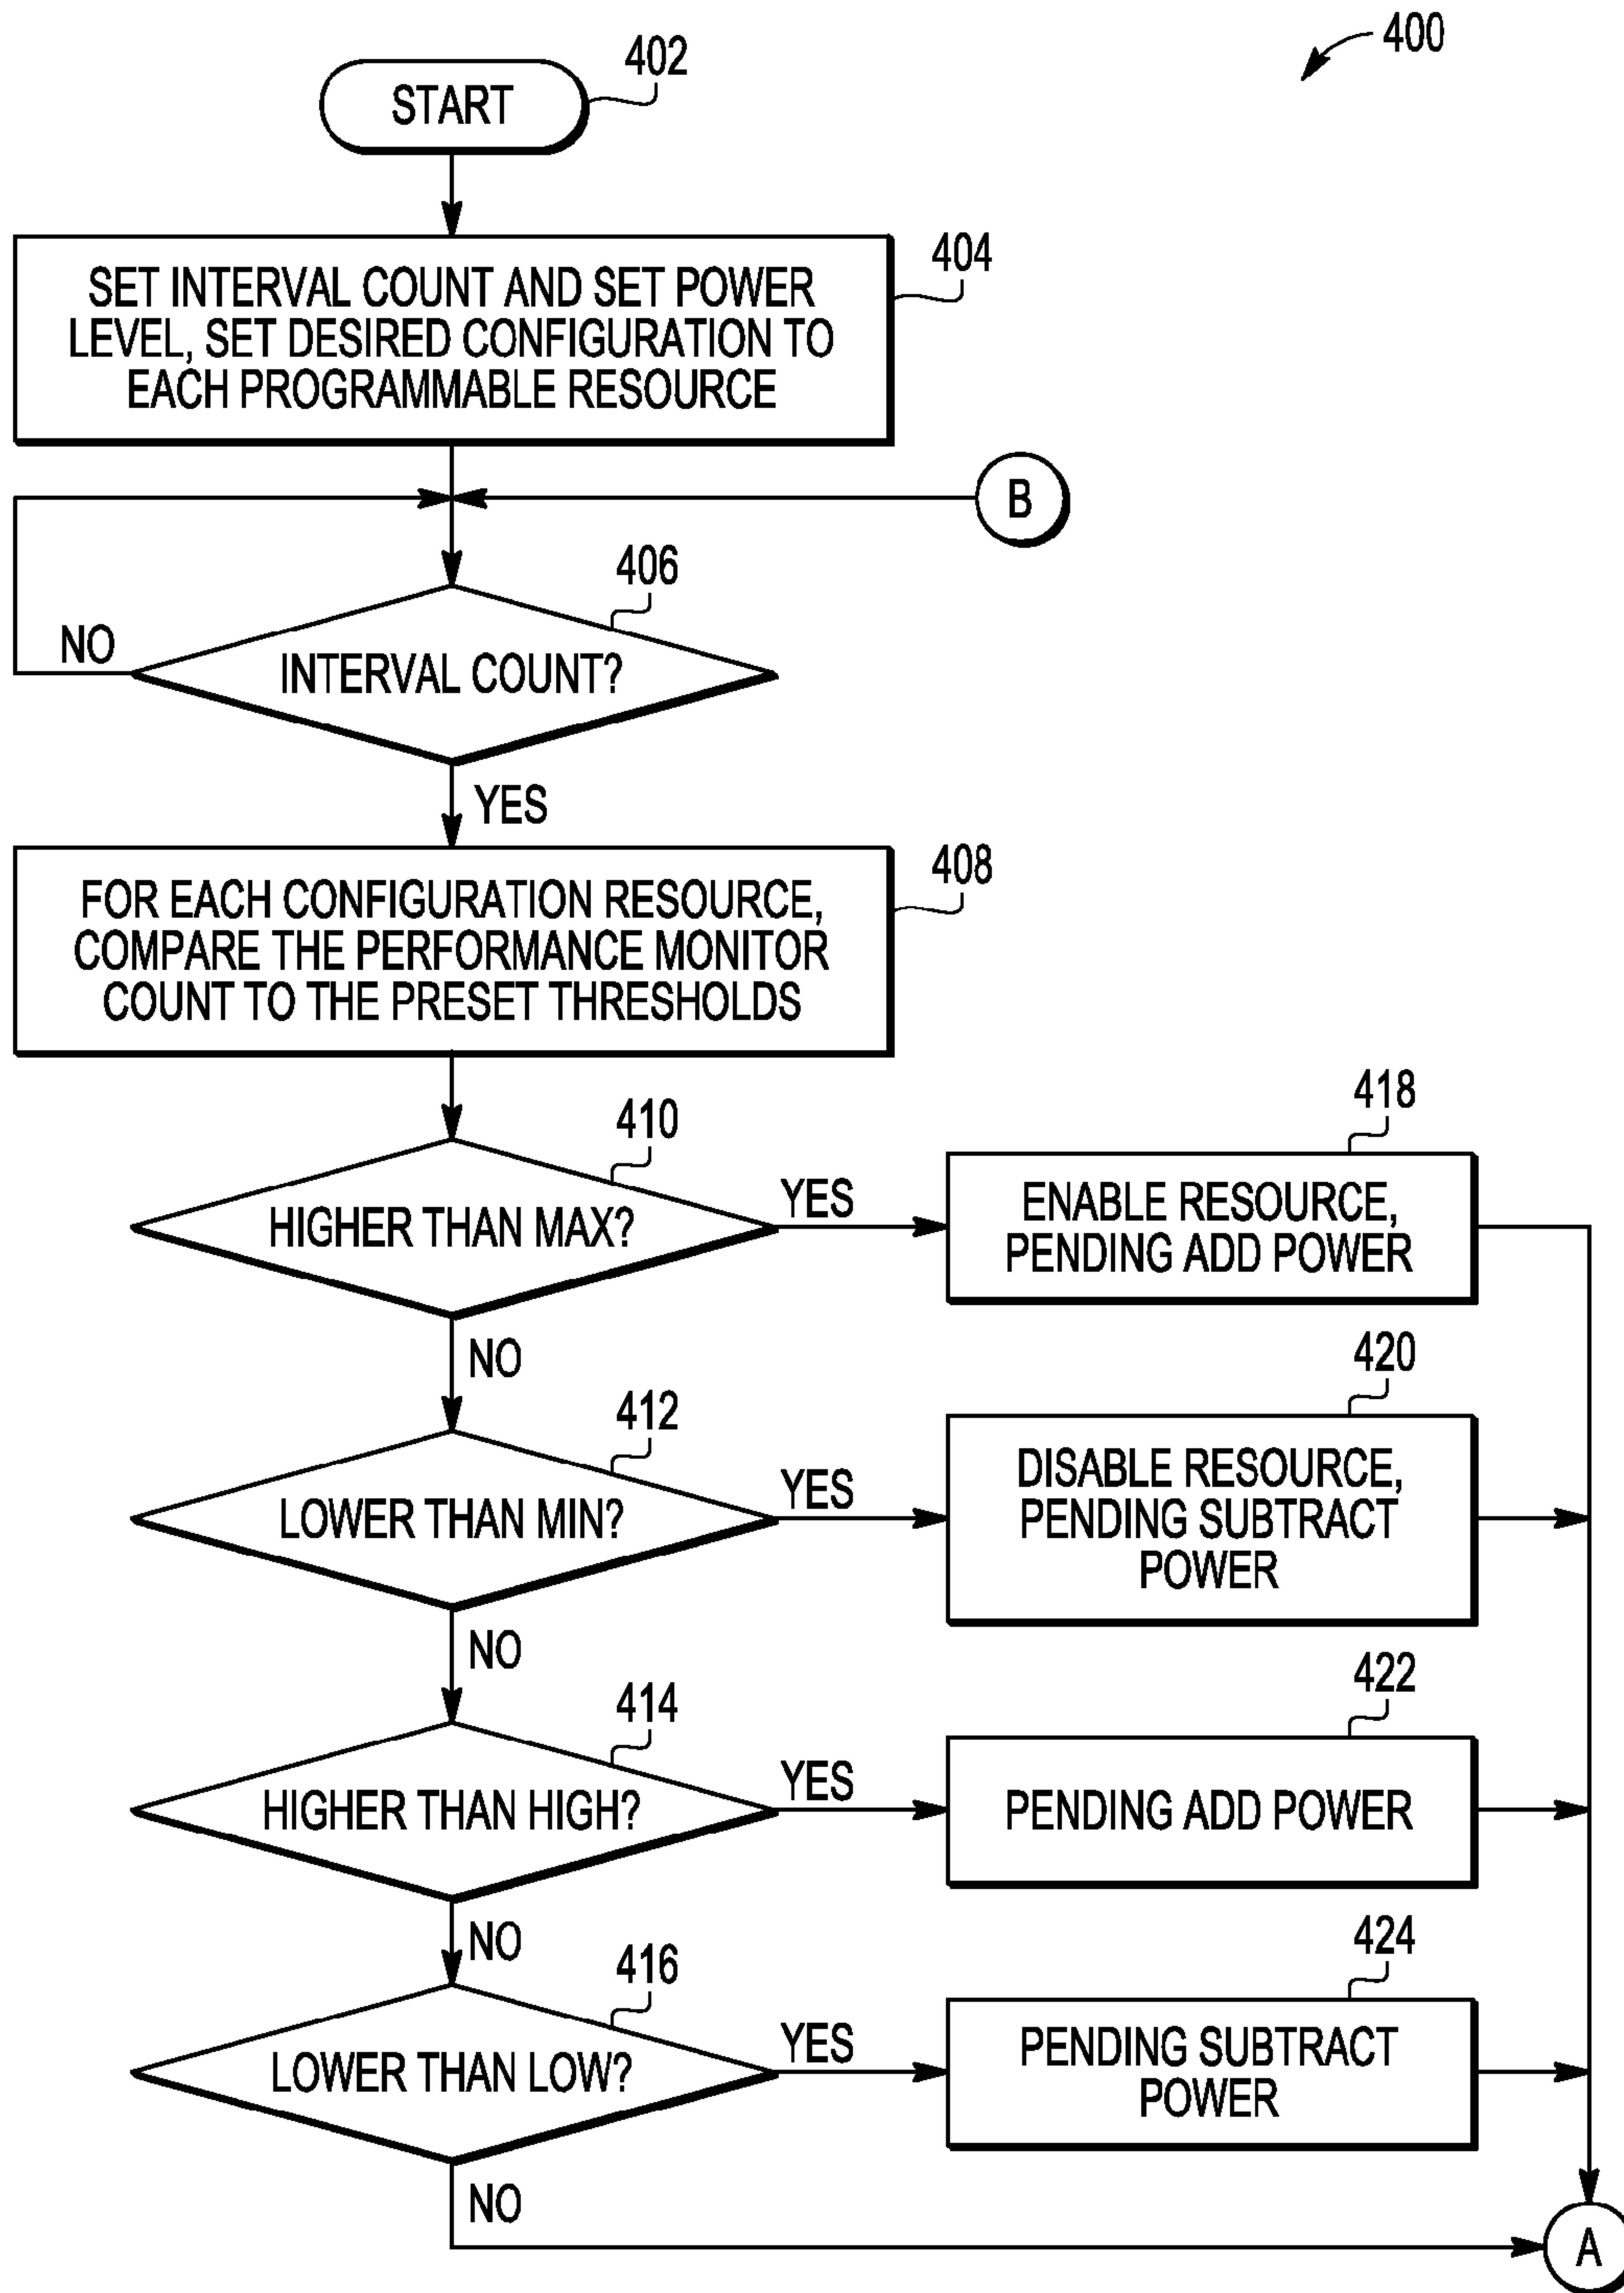 400
402
START
404
SET INTERVAL COUNT AND SET POWER
LEVEL, SET DESIRED CONFIGURATION TO
EACH PROGRAMMABLE RESOURCE
B
406
NO
INTERVAL COUNT?
YES
408
FOR EACH CONFIGURATION RESOURCE,
COMPARE THE PERFORMANCE MONITOR
COUNT TO THE PRESET THRESHOLDS
410
HIGHER THAN MAX?
YES
418
ENABLE RESOURCE,
PENDING ADD POWER
NO
412
LOWER THAN MIN?
YES
420
DISABLE RESOURCE,
PENDING SUBTRACT
POWER
NO
414
HIGHER THAN HIGH?
YES
422
PENDING ADD POWER
NO
416
LOWER THAN LOW?
YES
424
PENDING SUBTRACT
POWER
NO
A